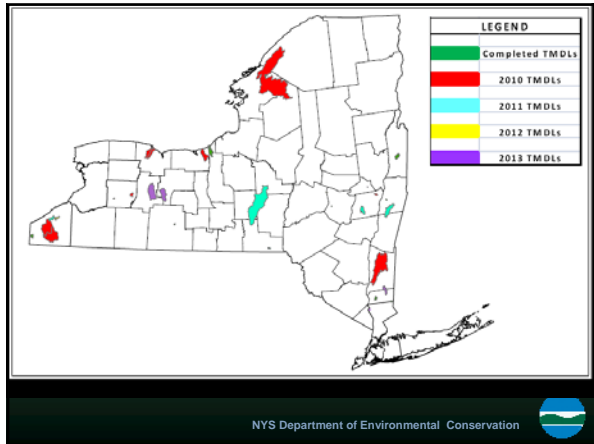 LEGEND
Completed TMDLs
2010 TMDLs
2011 TMDLs
2012 TMDLs
2013 TMDLs
NYS Department of Environmental Conservation